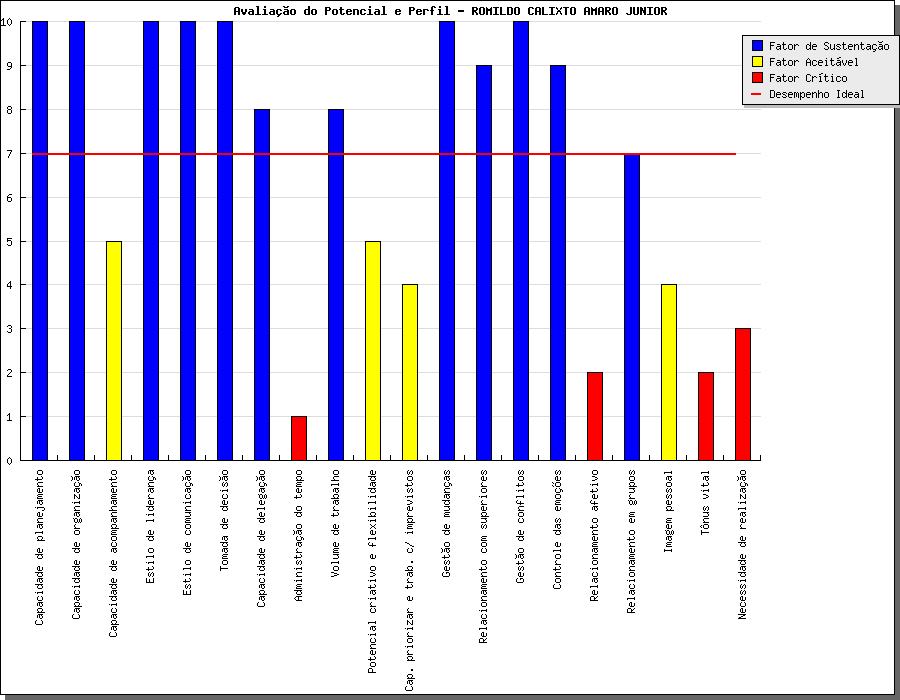 Avaliação do Potencial e Perfil - ROMILDO CALIXTO AMARO JUNIOR
10
9
8
7
6
5
4
3
2
1
0
Fator de Sustentação
Fator Aceitável
Fator Crítico
Desempenho Ideal
Capacidade de planejamento
Capacidade de organização
Capacidade de acompanhamento
Estilo de liderança
Estilo de comunicação
Tomada de decisão
Capacidade de delegação
Administração do tempo
Volume de trabalho
Potencial criativo e flexibilidade
Cap. priorizar e trab. c/ imprevistos
Gestão de mudanças
Relacionamento com superiores
Gestão de conflitos
Controle das emoções
Relacionamento afetivo
Relacionamento em grupos
Imagem pessoal
Tônus vital
Necessidade de realização